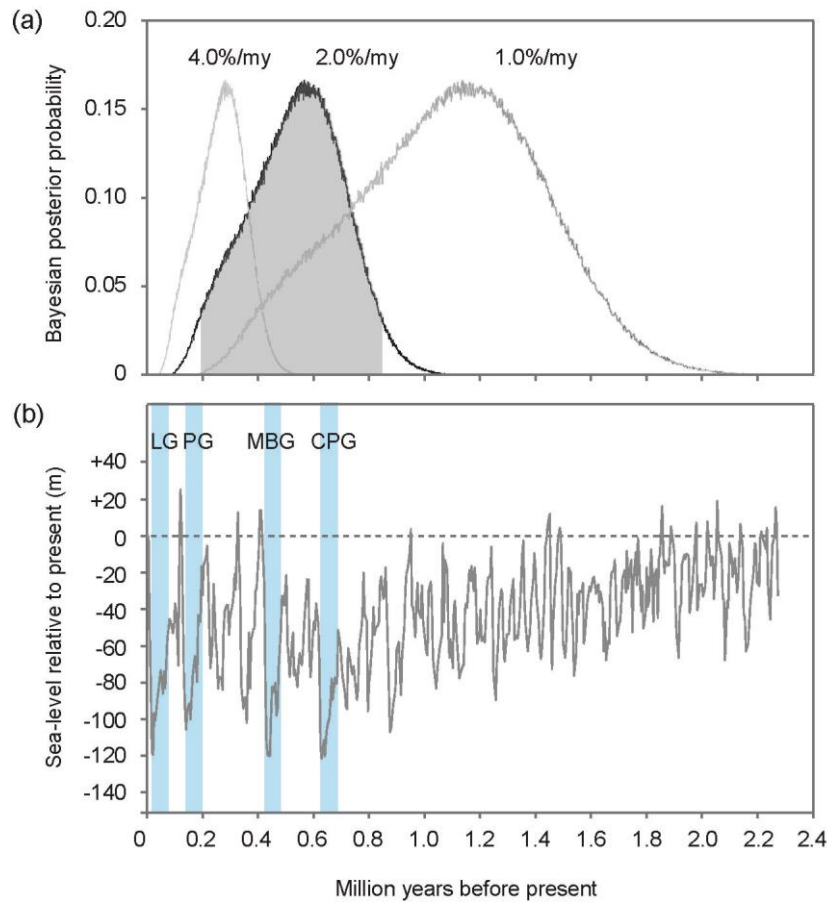 (a)
0.20
4.0%/my 2.0%/my 1.0%/my
0.15
0.10
0.05
0
Bayesian posterior probability
(b)
LG PG MBG CPG
+40
+20
0
-20
-40
-60
-80
-100
-120
-140
Sea-level relative to present (m)
0 0.2 0.4 0.6 0.8 1.0 1.2 1.4 1.6 1.8 2.0 2.2 2.4
Million years before present